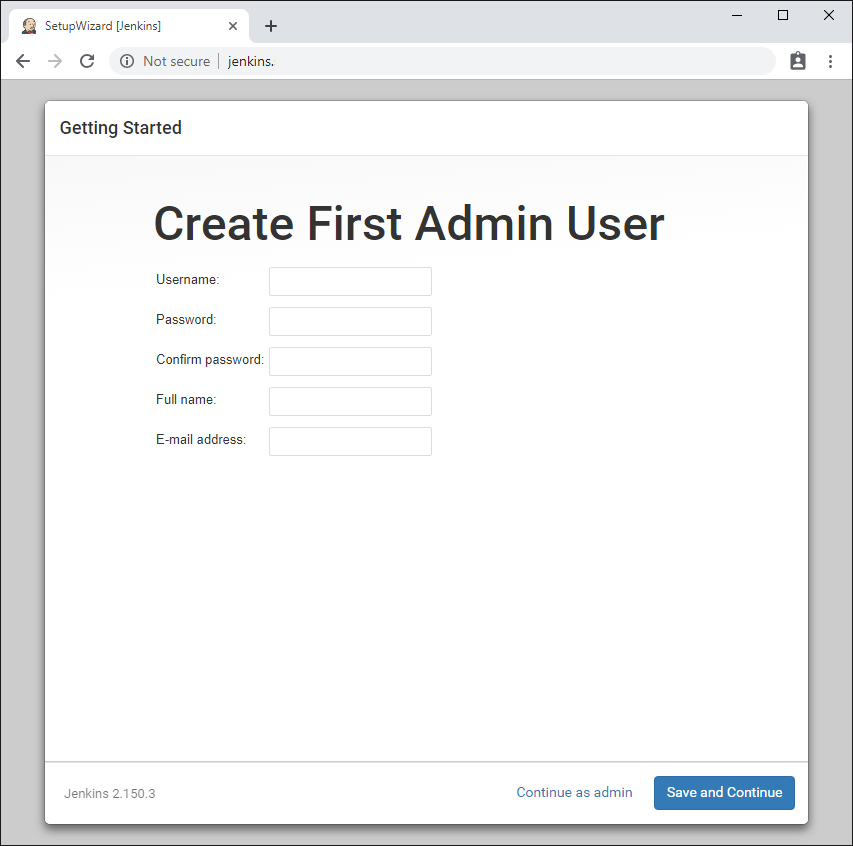 SetupWizard [Jenkins]
Not secure | jenkins.
Getting Started
Create First Admin User
Username:
Password:
Confirm password:
Full name:
E-mail address:
Jenkins 2.150.3
Continue as admin
Save and Continue